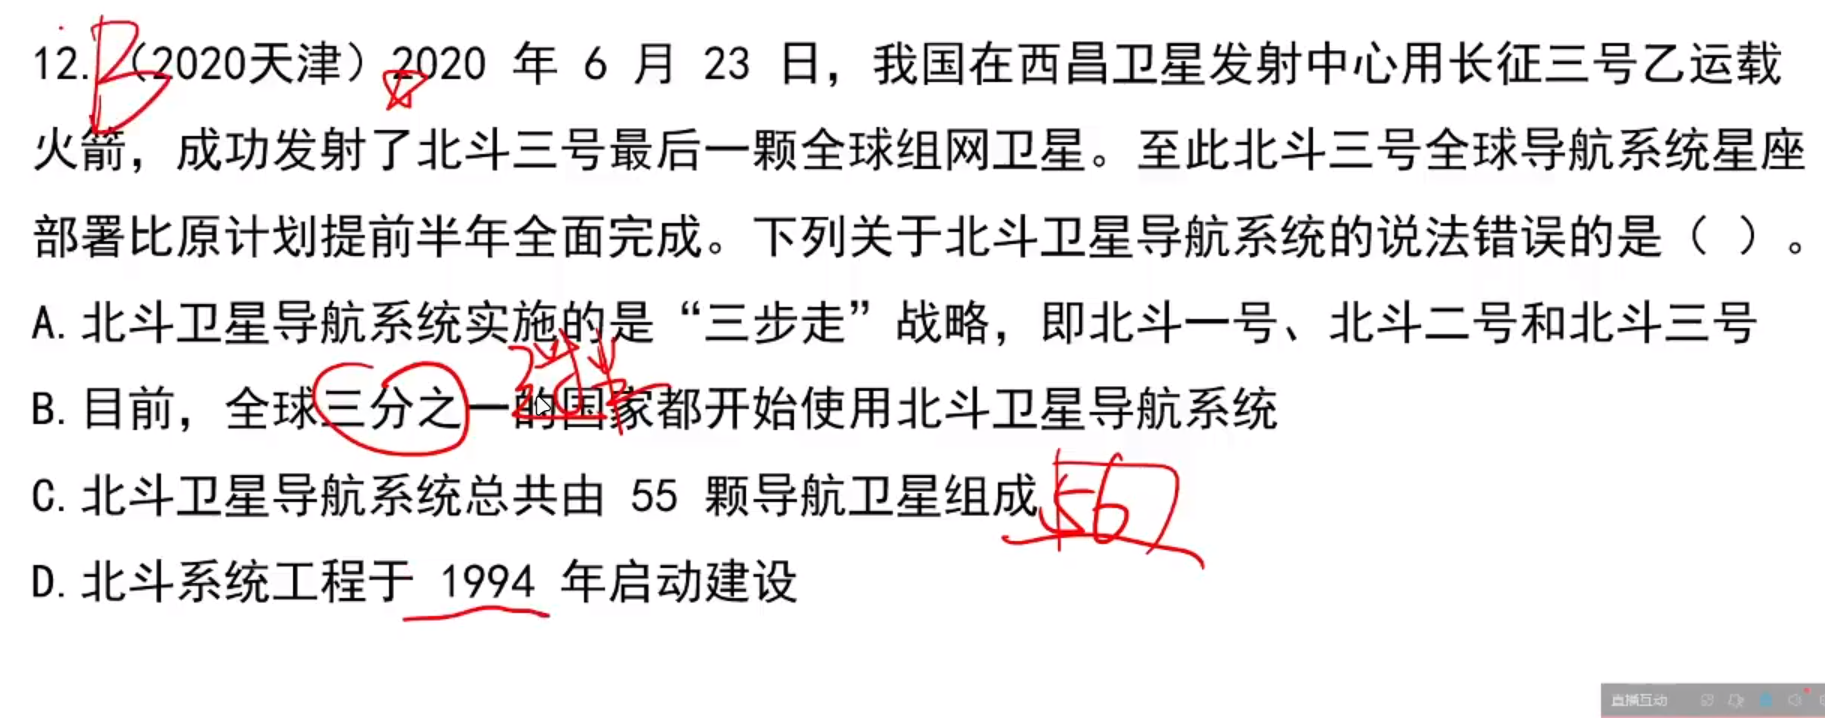 12. B（2020天津）2020 年 6 月 23 日，我国在西昌卫星发射中心用长征三号乙运载
火箭，成功发射了北斗三号最后一颗全球组网卫星。至此北斗三号全球导航系统星座
部署比原计划提前半年全面完成。下列关于北斗卫星导航系统的说法错误的是（ ）。
A. 北斗卫星导航系统实施的是“三步走”战略，即北斗一号、北斗二号和北斗三号
过半
B. 目前，全球三分之一的国家都开始使用北斗卫星导航系统
C. 北斗卫星导航系统总共由 55 颗导航卫星组成
D. 北斗系统工程于 1994 年启动建设
直播互动